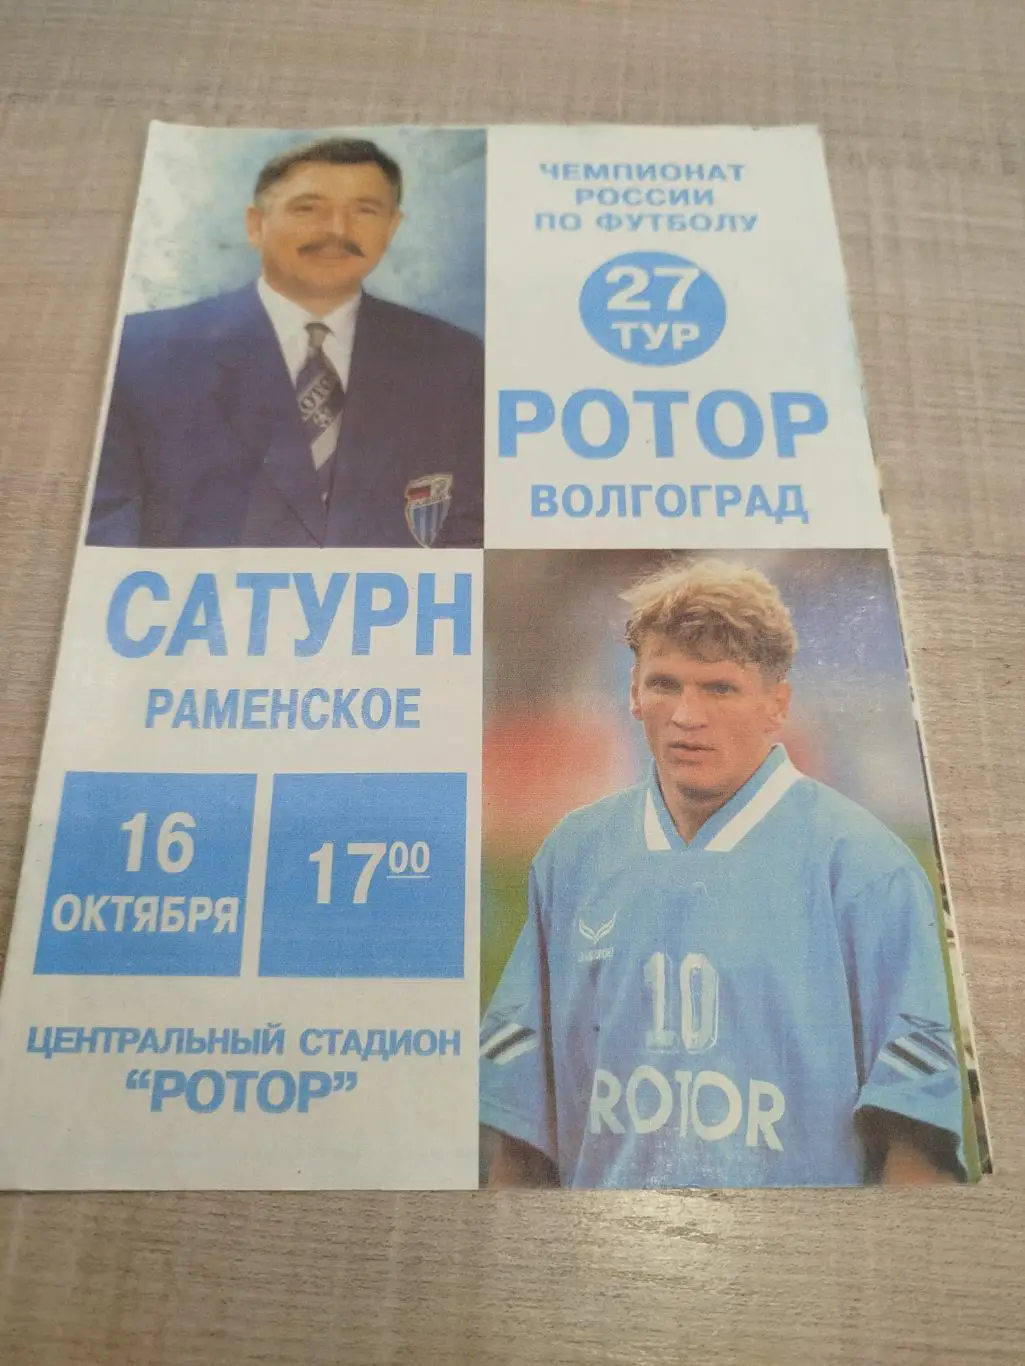 ЧЕМПИОНАТ
РОССИИ
ПО ФУТБОЛУ
27
ТУР
РОТОР
ВОЛГОГРАД
САТУРН
РАМЕНСКОЕ
16
ОКТЯБРЯ
17 00
ЦЕНТРАЛЬНЫЙ СТАДИОН
“РОТОР”
10
ROTOR